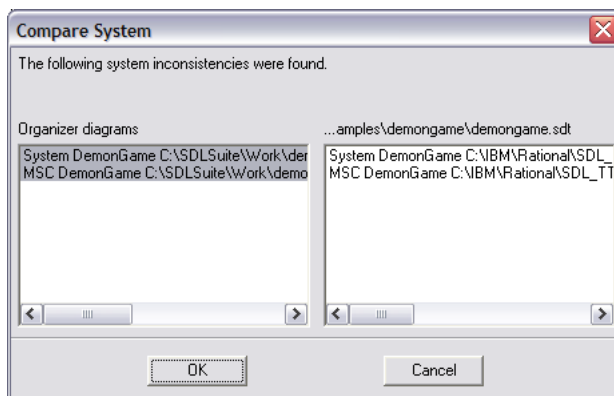 Compare System
The following system inconsistencies were found.
Organizer diagrams
...amples\demongame\demongame.sdt
System DemonGame C:\SDLSuite\Work\der
MSC DemonGame C:\SDLSuite\Work\demo
System DemonGame C:\IBM\Rational\SDL_
MSC DemonGame C:\IBM\Rational\SDL_TT
OK
Cancel